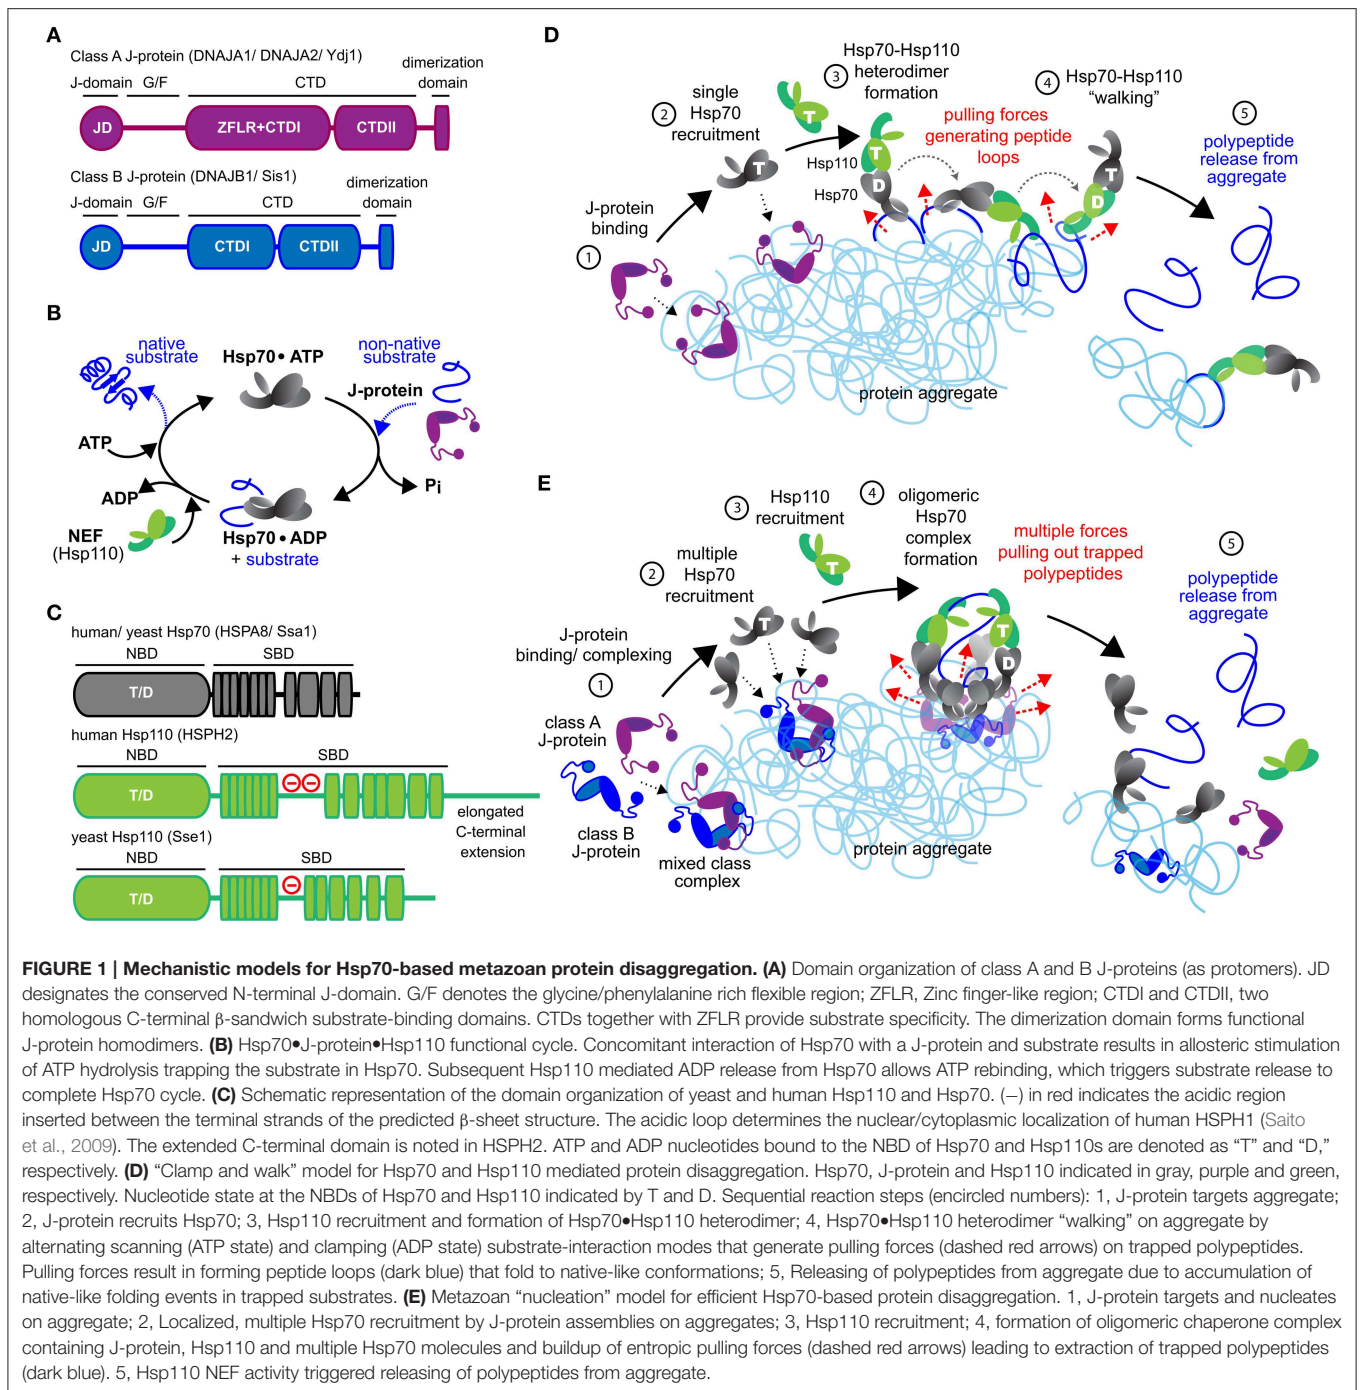 A
Class A J-protein (DNAJA1/ DNAJA2/ Ydj1)
J-domain G/F CTD dimerization
domain
JD ZFLR+CTDI CTDII
Class B J-protein (DNAJB1/ Sis1)
J-domain G/F CTD dimerization
domain
JD CTDI CTDII
B
native
substrate
Hsp70• ATP
non-native
substrate
J-protein
ATP
ADP
Pi
NEF
(Hsp110)
Hsp70• ADP
+ substrate
C
human/ yeast Hsp70 (HSPA8/ Ssa1)
NBD SBD
T/D
human Hsp110 (HSPH2)
NBD SBD
T/D − −
elongated
C-terminal
extension
yeast Hsp110 (Sse1)
NBD SBD
T/D −
D
1
J-protein
binding
2
single
Hsp70
recruitment
T
3
Hsp70-Hsp110
heterodimer
formation
T
Hsp110
T
Hsp70
D
pulling forces
generating peptide
loops
4
Hsp70-Hsp110
“walking”
T
D
5
polypeptide
release from
aggregate
protein aggregate
E
J-protein
binding/ complexing
1
class A
J-protein
class B
J-protein
mixed class
complex
2
multiple
Hsp70
recruitment
T
3
Hsp110
recruitment
T
4
oligomeric
Hsp70
complex
formation
T
D
multiple forces
pulling out trapped
polypeptides
5
polypeptide
release from
aggregate
protein aggregate
FIGURE 1 | Mechanistic models for Hsp70-based metazoan protein disaggregation. (A) Domain organization of class A and B J-proteins (as protomers). JD
designates the conserved N-terminal J-domain. G/F denotes the glycine/phenylalanine rich flexible region; ZFLR, Zinc finger-like region; CTDI and CTDII, two
homologous C-terminal β-sandwich substrate-binding domains. CTDs together with ZFLR provide substrate specificity. The dimerization domain forms functional
J-protein homodimers. (B) Hsp70●J-protein●Hsp110 functional cycle. Concomitant interaction of Hsp70 with a J-protein and substrate results in allosteric stimulation
of ATP hydrolysis trapping the substrate in Hsp70. Subsequent Hsp110 mediated ADP release from Hsp70 allows ATP rebinding, which triggers substrate release to
complete Hsp70 cycle. (C) Schematic representation of the domain organization of yeast and human Hsp110 and Hsp70. (−) in red indicates the acidic region
inserted between the terminal strands of the predicted β-sheet structure. The acidic loop determines the nuclear/cytoplasmic localization of human HSPH1 (Saito
et al., 2009). The extended C-terminal domain is noted in HSPH2. ATP and ADP nucleotides bound to the NBD of Hsp70 and Hsp110s are denoted as “T” and “D,”
respectively. (D) “Clamp and walk” model for Hsp70 and Hsp110 mediated protein disaggregation. Hsp70, J-protein and Hsp110 indicated in gray, purple and green,
respectively. Nucleotide state at the NBDs of Hsp70 and Hsp110 indicated by T and D. Sequential reaction steps (encircled numbers): 1, J-protein targets aggregate;
2, J-protein recruits Hsp70; 3, Hsp110 recruitment and formation of Hsp70●Hsp110 heterodimer; 4, Hsp70●Hsp110 heterodimer “walking” on aggregate by
alternating scanning (ATP state) and clamping (ADP state) substrate-interaction modes that generate pulling forces (dashed red arrows) on trapped polypeptides.
Pulling forces result in forming peptide loops (dark blue) that fold to native-like conformations; 5, Releasing of polypeptides from aggregate due to accumulation of
native-like folding events in trapped substrates. (E) Metazoan “nucleation” model for efficient Hsp70-based protein disaggregation. 1, J-protein targets and nucleates
on aggregate; 2, Localized, multiple Hsp70 recruitment by J-protein assemblies on aggregates; 3, Hsp110 recruitment; 4, formation of oligomeric chaperone complex
containing J-protein, Hsp110 and multiple Hsp70 molecules and buildup of entropic pulling forces (dashed red arrows) leading to extraction of trapped polypeptides
(dark blue). 5, Hsp110 NEF activity triggered releasing of polypeptides from aggregate.